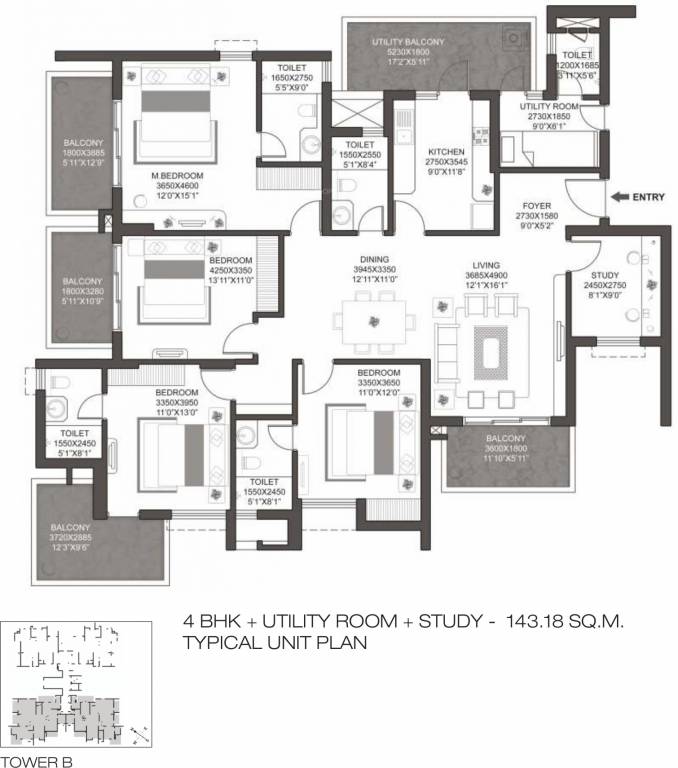 UTILITY BALCONY
5230X1800
17'2"X5'11"
TOILET
1200X1685
3'11"X5'6"
TOILET
1650X2750
5'5"X9'0"
UTILITY ROOM
2730X1850
9'0"X6'1"
BALCONY
1800X3885
5'11"X12'9"
M.BEDROOM
3650X4600
12'0"X15'1"
TOILET
1550X2550
5'1"X8'4"
KITCHEN
2750X3545
9'0"X11'8"
FOYER
2730X1580
9'0"X5'2"
ENTRY
BALCONY
1800X3280
5'11"X10'9"
BEDROOM
4250X3350
13'11"X11'0"
DINING
3945X3350
12'11"X11'0"
LIVING
3685X4900
12'1"X16'1"
STUDY
2450X2750
8'1"X9'0"
BEDROOM
3350X3950
11'0"X13'0"
BEDROOM
3350X3650
11'0"X12'0"
TOILET
1550X2450
5'1"X8'1"
TOILET
1550X2450
5'1"X8'1"
BALCONY
3600X1800
11'10"X5'11"
BALCONY
3720X2885
12'3"X9'6"
4 BHK + UTILITY ROOM + STUDY - 143.18 SQ.M.
TYPICAL UNIT PLAN
TOWER B